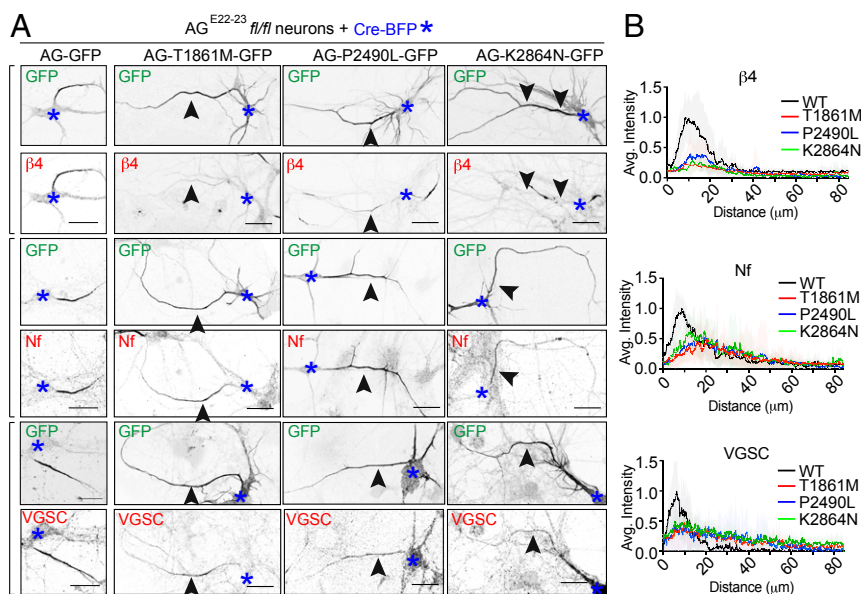 A
AG E22-23 fl/fl neurons + Cre-BFP *
AG-GFP AG-T1861M-GFP AG-P2490L-GFP AG-K2864N-GFP
GFP GFP GFP GFP
* * * *
β4 β4 β4 β4
* * * *
GFP GFP GFP GFP
* * * *
Nf Nf Nf Nf
* * * *
GFP GFP GFP GFP
* * * *
VGSC VGSC VGSC VGSC
* * * *
B
β4
Avg. Intensity
1.5
1.0
0.5
0.0
0 20 40 60 80
Distance (μm)
WT
T1861M
P2490L
K2864N
Nf
Avg. Intensity
1.5
1.0
0.5
0.0
0 20 40 60 80
Distance (μm)
WT
T1861M
P2490L
K2864N
VGSC
Avg. Intensity
1.5
1.0
0.5
0.0
0 20 40 60 80
Distance (μm)
WT
T1861M
P2490L
K2864N